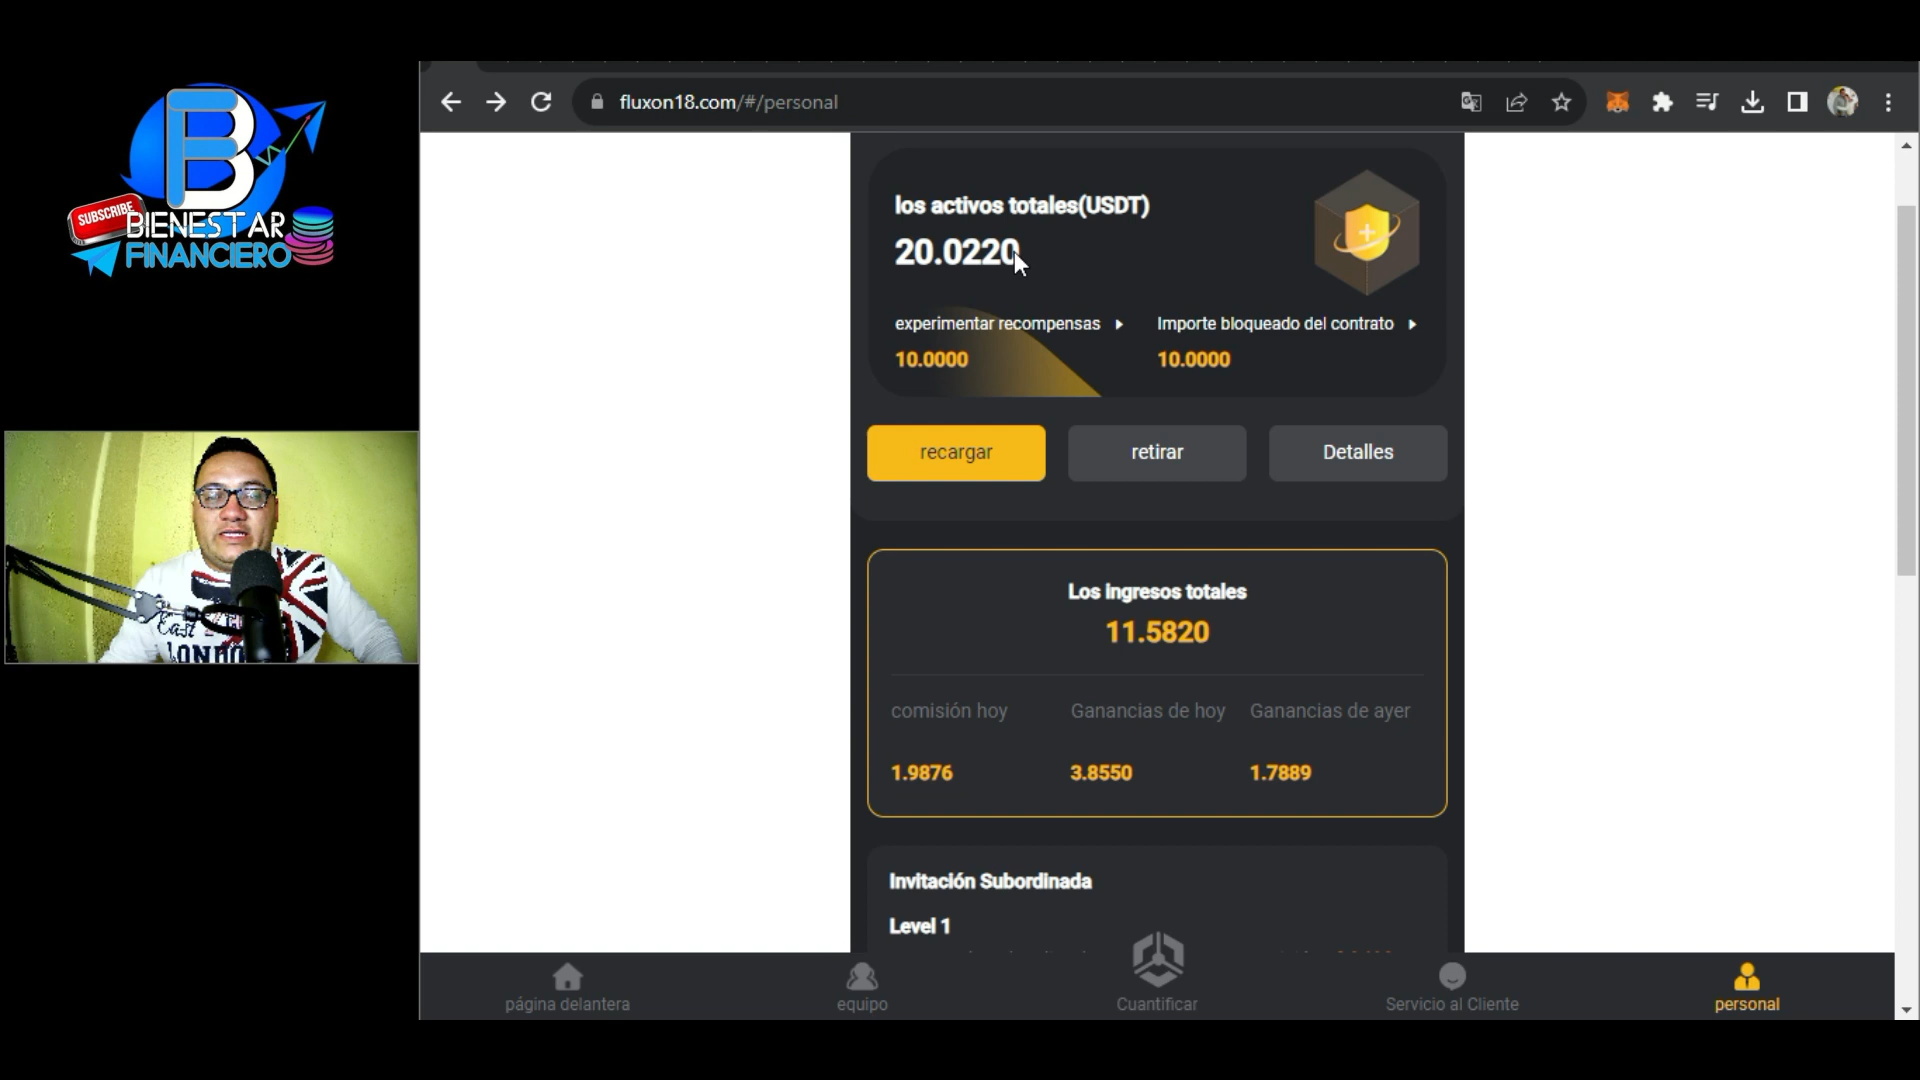 SUBSCRIBE
BIENESTAR
FINANCIERO
East
LONDO
fluxon18.com/#/personal
los activos totales(USDT)
20.0220
experimentar recompensas
Importe bloqueado del contrato
10.0000
10.0000
recargar
retirar
Detalles
Los ingresos totales
11.5820
comisión hoy
Ganancias de hoy
Ganancias de ayer
1.9876
3.8550
1.7889
Invitación Subordinada
Level 1
página delantera
equipo
Cuantificar
Servicio al Cliente
personal